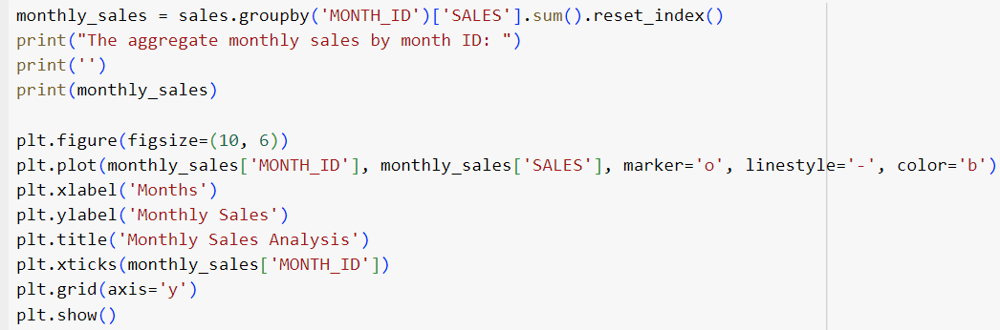 monthly_sales = sales.groupby('MONTH_ID')['SALES'].sum().reset_index()
print("The aggregate monthly sales by month ID: ")
print('')
print(monthly_sales)
plt.figure(figsize=(10, 6))
plt.plot(monthly_sales['MONTH_ID'], monthly_sales['SALES'], marker='o', linestyle='-', color='b')
plt.xlabel('Months')
plt.ylabel('Monthly Sales')
plt.title('Monthly Sales Analysis')
plt.xticks(monthly_sales['MONTH_ID'])
plt.grid(axis='y')
plt.show()